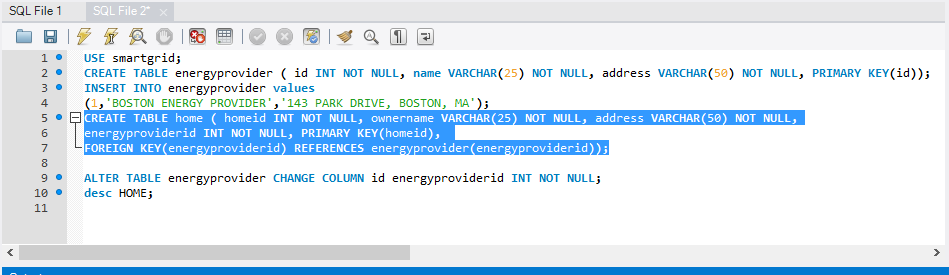 SQL File 1 SQL File 2*
1 USE smartgrid;
2 CREATE TABLE energyprovider ( id INT NOT NULL, name VARCHAR(25) NOT NULL, address VARCHAR(50) NOT NULL, PRIMARY KEY(id));
3 INSERT INTO energyprovider values
4 (1,'BOSTON ENERGY PROVIDER','143 PARK DRIVE, BOSTON, MA');
5 CREATE TABLE home ( homeid INT NOT NULL, ownername VARCHAR(25) NOT NULL, address VARCHAR(50) NOT NULL,
6 energyproviderid INT NOT NULL, PRIMARY KEY(homeid),
7 FOREIGN KEY(energyproviderid) REFERENCES energyprovider(energyproviderid));
8
9 ALTER TABLE energyprovider CHANGE COLUMN id energyproviderid INT NOT NULL;
10 desc HOME;
11